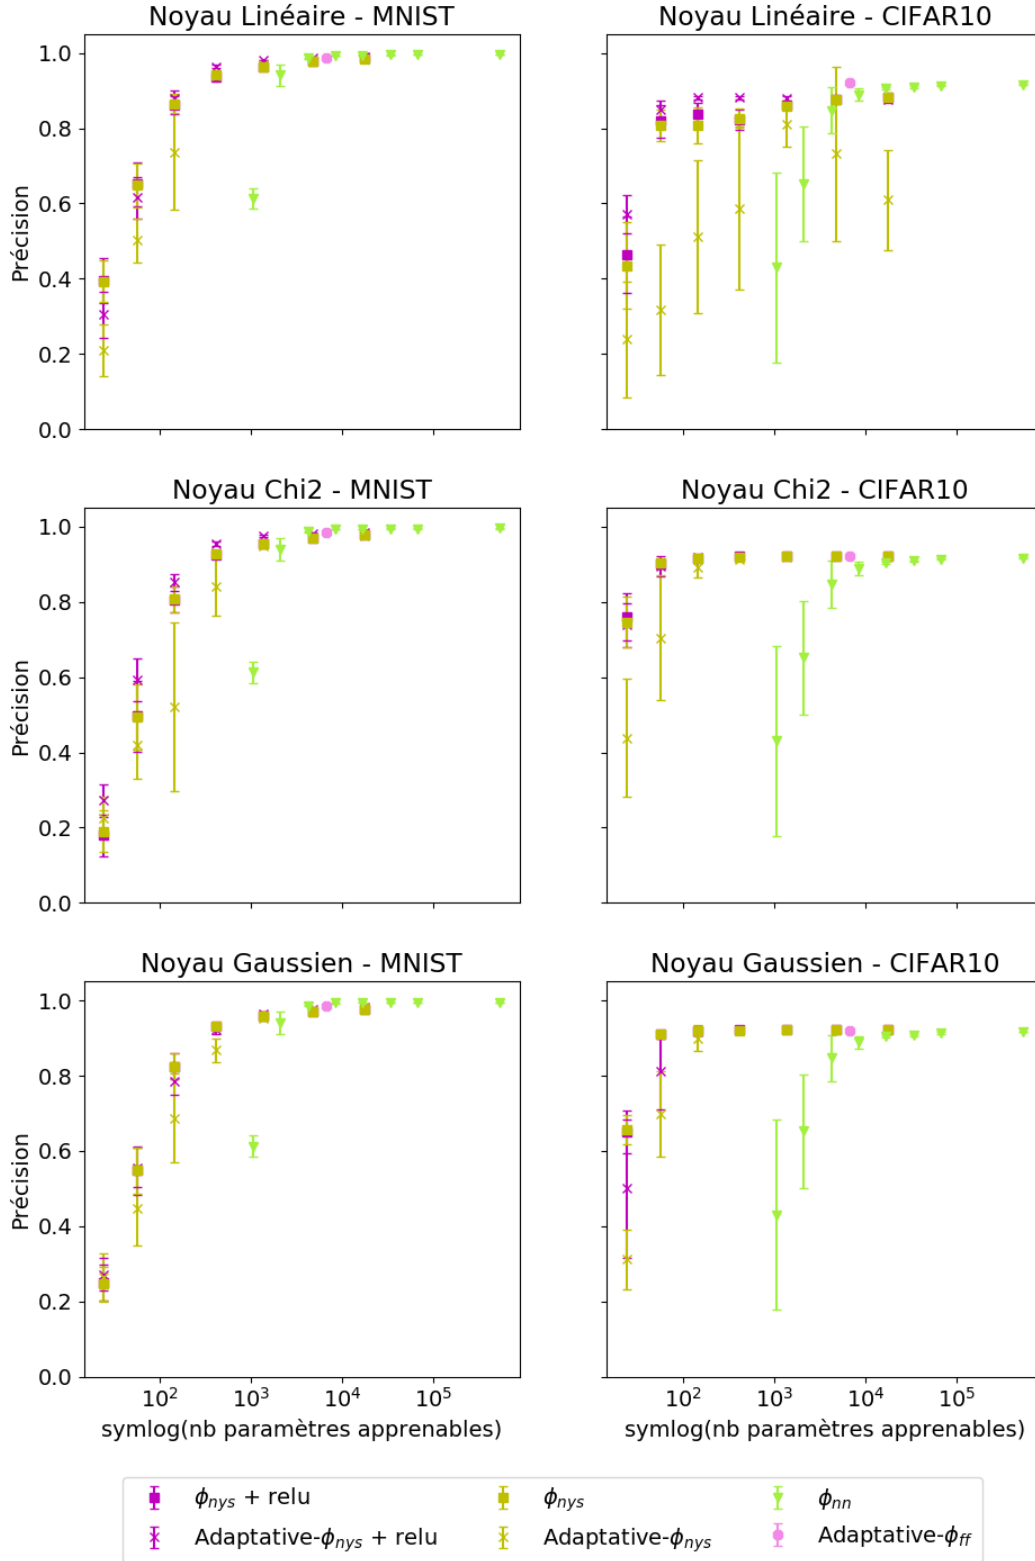 Noyau Linéaire - MNIST
Noyau Linéaire - CIFAR10
1.0
0.8
0.6
0.4
0.2
0.0
Précision
Noyau Chi2 - MNIST
Noyau Chi2 - CIFAR10
1.0
0.8
0.6
0.4
0.2
0.0
Précision
Noyau Gaussien - MNIST
Noyau Gaussien - CIFAR10
1.0
0.8
0.6
0.4
0.2
0.0
Précision
10² 10³ 10⁴ 10⁵
symlog(nb paramètres apprenables)
10² 10³ 10⁴ 10⁵
symlog(nb paramètres apprenables)
ϕnys + relu
Adaptative-ϕnys + relu
ϕnys
Adaptative-ϕnys
ϕnn
Adaptative-ϕff